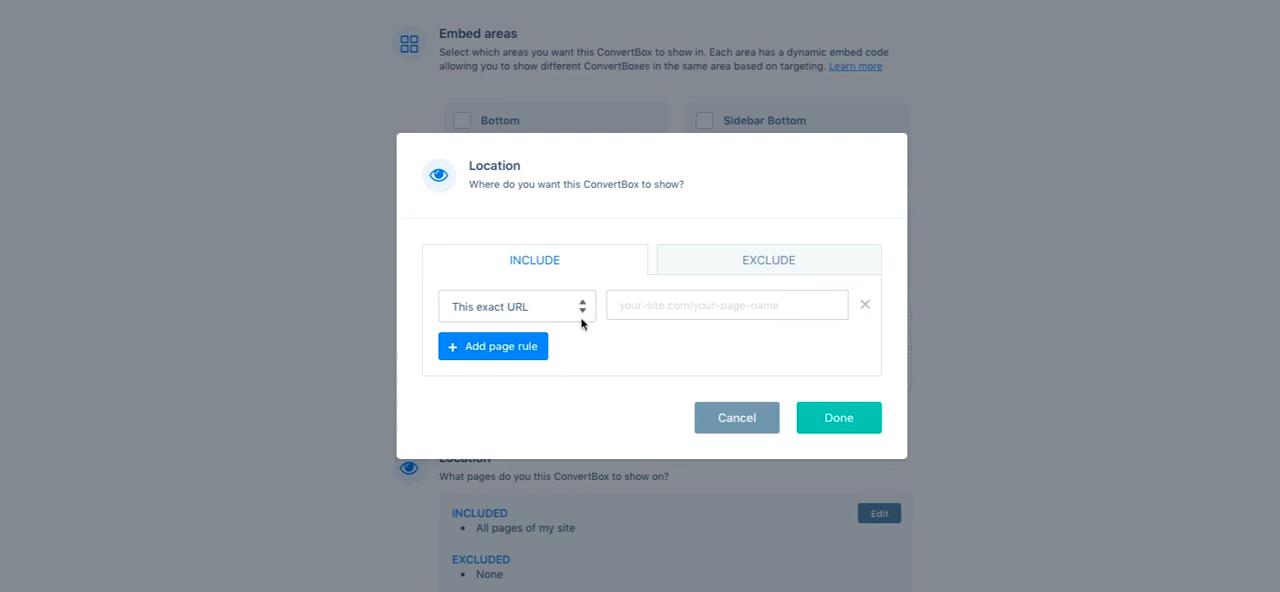 Embed areas
Select which areas you want this ConvertBox to show in. Each area has a dynamic embed code
allowing you to show different ConvertBoxes in the same area based on targeting. Learn more
Bottom
Sidebar Bottom
Location
Where do you want this ConvertBox to show?
INCLUDE
EXCLUDE
This exact URL
your-site.com/your-page-name
+ Add page rule
Cancel
Done
Location
What pages do you this ConvertBox to show on?
INCLUDED
Edit
• All pages of my site
EXCLUDED
• None